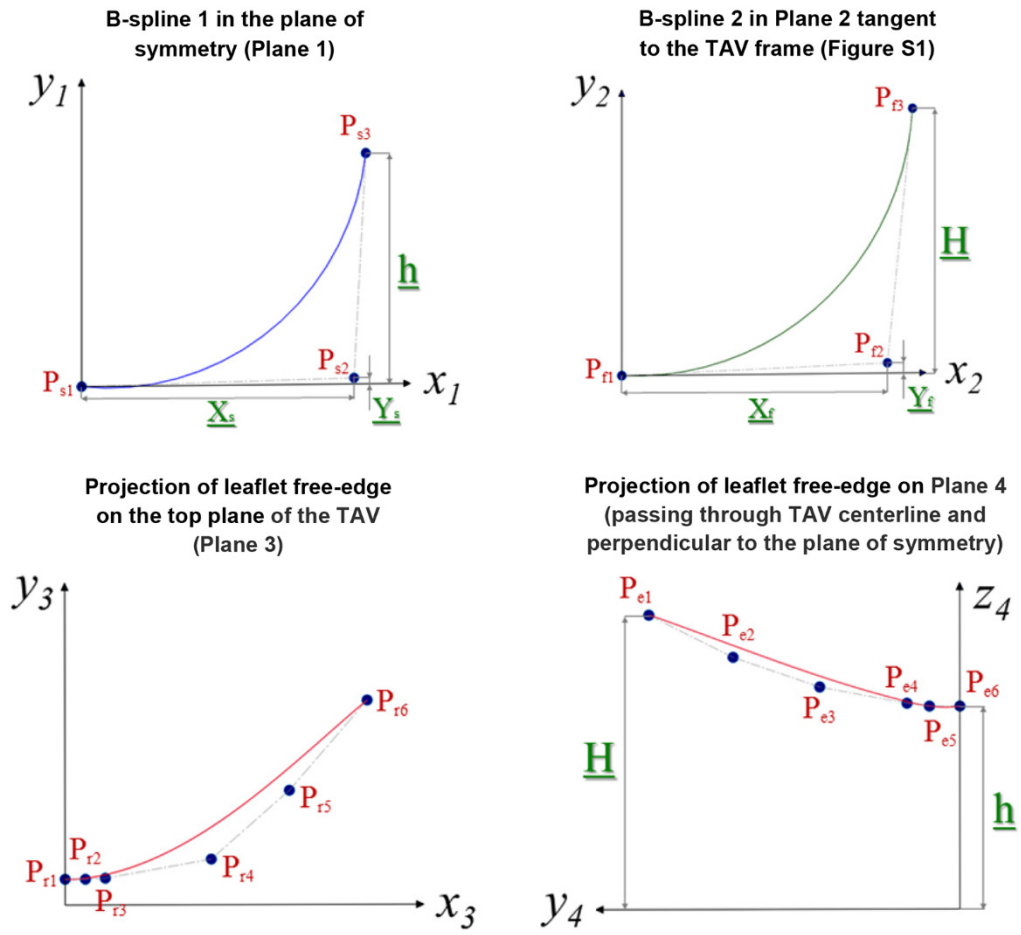 B-spline 1 in the plane of
symmetry (Plane 1)
y1
Ps3
h
Ps2
Ps1
x1
Xs
Ys
B-spline 2 in Plane 2 tangent
to the TAV frame (Figure S1)
y2
Pf3
H
Pf2
Pf1
x2
Xf
Yf
Projection of leaflet free-edge
on the top plane of the TAV
(Plane 3)
y3
Pr6
Pr5
Pr2
Pr1
Pr4
Pr3
x3
Projection of leaflet free-edge on Plane 4
(passing through TAV centerline and
perpendicular to the plane of symmetry)
Pe1
z4
Pe2
Pe4
Pe6
Pe3
Pe5
H
h
y4